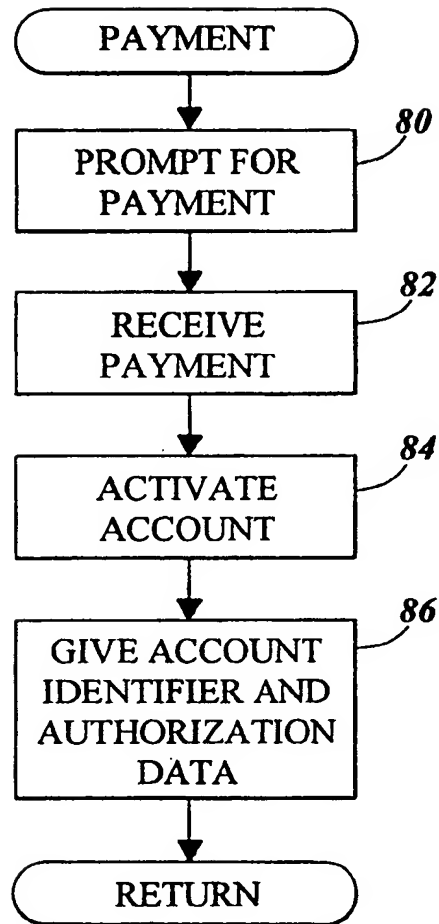 PAYMENT
80
PROMPT FOR
PAYMENT
82
RECEIVE
PAYMENT
84
ACTIVATE
ACCOUNT
86
GIVE ACCOUNT
IDENTIFIER AND
AUTHORIZATION
DATA
RETURN